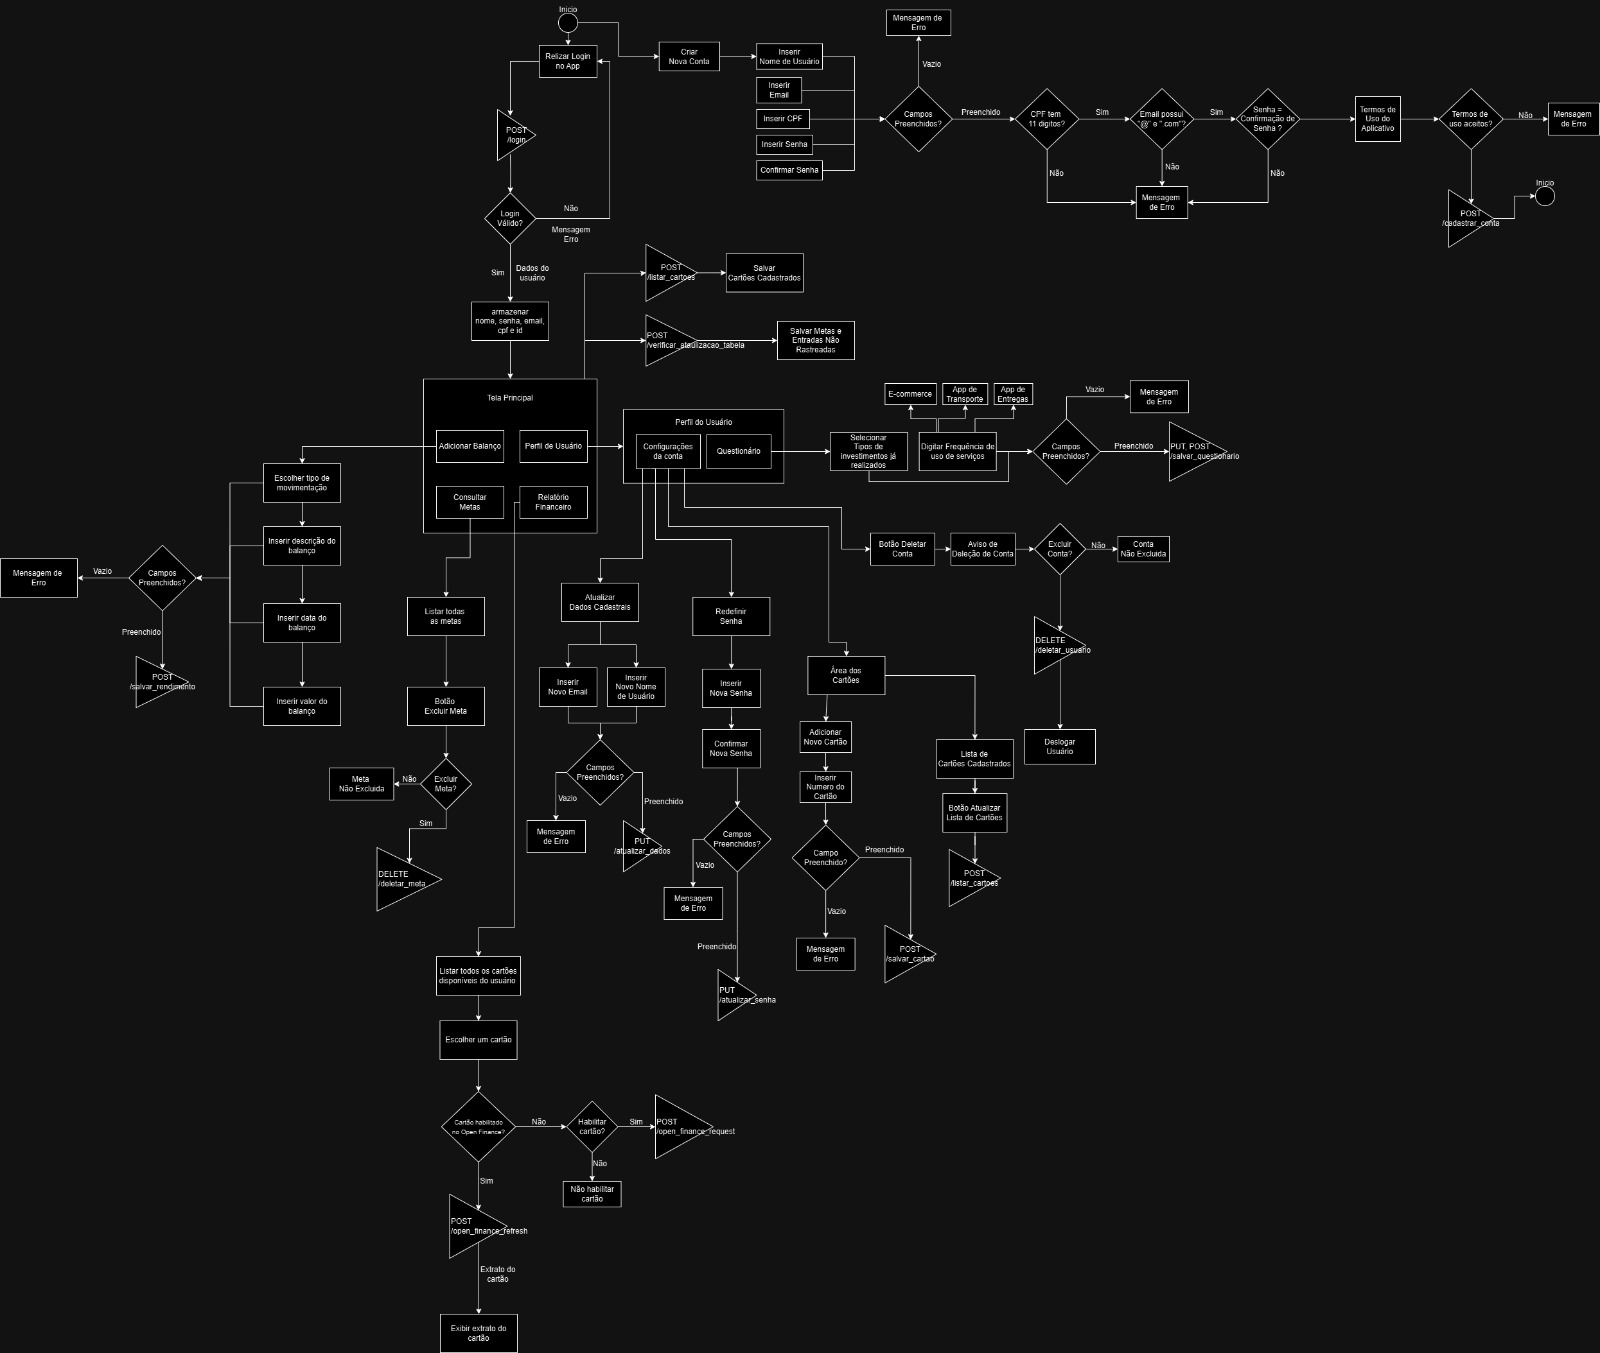 Inicio
Relizar Login
no App
POST
/login
Login
Válido?
Não
Mensagem
Erro
Sim
Dados do
usuário
armazenar
nome, senha, email,
cpf e id
Criar
Nova Conta
Inserir
Nome de Usuário
Inserir
Email
Inserir CPF
Inserir Senha
Confirmar Senha
Mensagem de
Erro
Vazio
Campos
Preenchidos?
Preenchido
CPF tem
11 digitos?
Sim
Email possui
"@" e ".com"?
Sim
Senha =
Confirmação de
Senha ?
Não
Não
Não
Mensagem
de Erro
Termos de
Uso do
Aplicativo
Termos de
uso aceitos?
Não
Mensagem
de Erro
POST
/cadastrar_conta
Inicio
POST
/listar_cartoes
Salvar
Cartões Cadastrados
POST
/verificar_ataulizacao_tabela
Salvar Metas e
Entradas Não
Rastreadas
Tela Principal
Adicionar Balanço
Perfil de Usuário
Consultar
Metas
Relatório
Financeiro
Perfil do Usuário
Configurações
da conta
Questionário
Selecionar
Tipos de
investimentos já
realizados
E-commerce
App de
Transporte
App de
Entregas
Digitar Frequência de
uso de serviços
Campos
Preenchidos?
Vazio
Mensagem
de Erro
Preenchido
PUT, POST
/salvar_questionario
Escolher tipo de
movimentação
Inserir descrição do
balanço
Inserir data do
balanço
Inserir valor do
balanço
Campos
Preenchidos?
Vazio
Mensagem de
Erro
Preenchido
POST
/salvar_rendimento
Listar todas
as metas
Botão
Excluir Meta
Excluir
Meta?
Não
Meta
Não Excluida
Sim
DELETE
/deletar_meta
Atualizar
Dados Cadastrais
Inserir
Novo Email
Inserir
Novo Nome
de Usuário
Campos
Preenchidos?
Vazio
Mensagem
de Erro
Preenchido
PUT
/atualizar_dados
Redefinir
Senha
Inserir
Nova Senha
Confirmar
Nova Senha
Campos
Preenchidos?
Vazio
Mensagem
de Erro
Preenchido
PUT
/atualizar_senha
Área dos
Cartões
Adicionar
Novo Cartão
Inserir
Numero do
Cartão
Campo
Preenchido?
Preenchido
Vazio
Mensagem
de Erro
POST
/salvar_cartao
Lista de
Cartões Cadastrados
Botão Atualizar
Lista de Cartões
POST
/listar_cartoes
Botão Deletar
Conta
Aviso de
Deleção de Conta
Excluir
Conta?
Não
Conta
Não Excluida
DELETE
/deletar_usuario
Deslogar
Usuário
Listar todos os cartões
disponíveis do usuário
Escolher um cartão
Cartão habilitado
no Open Finance?
Não
Habilitar
cartão?
Sim
POST
/open_finance_request
Não
Não habilitar
cartão
Sim
POST
/open_finance_refresh
Extrato do
cartão
Exibir extrato do
cartão